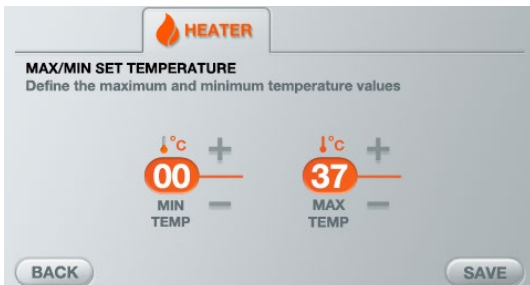 HEATER
MAX/MIN SET TEMPERATURE
Define the maximum and minimum temperature values
°C
°C
00
37
MIN
TEMP
MAX
TEMP
BACK
SAVE